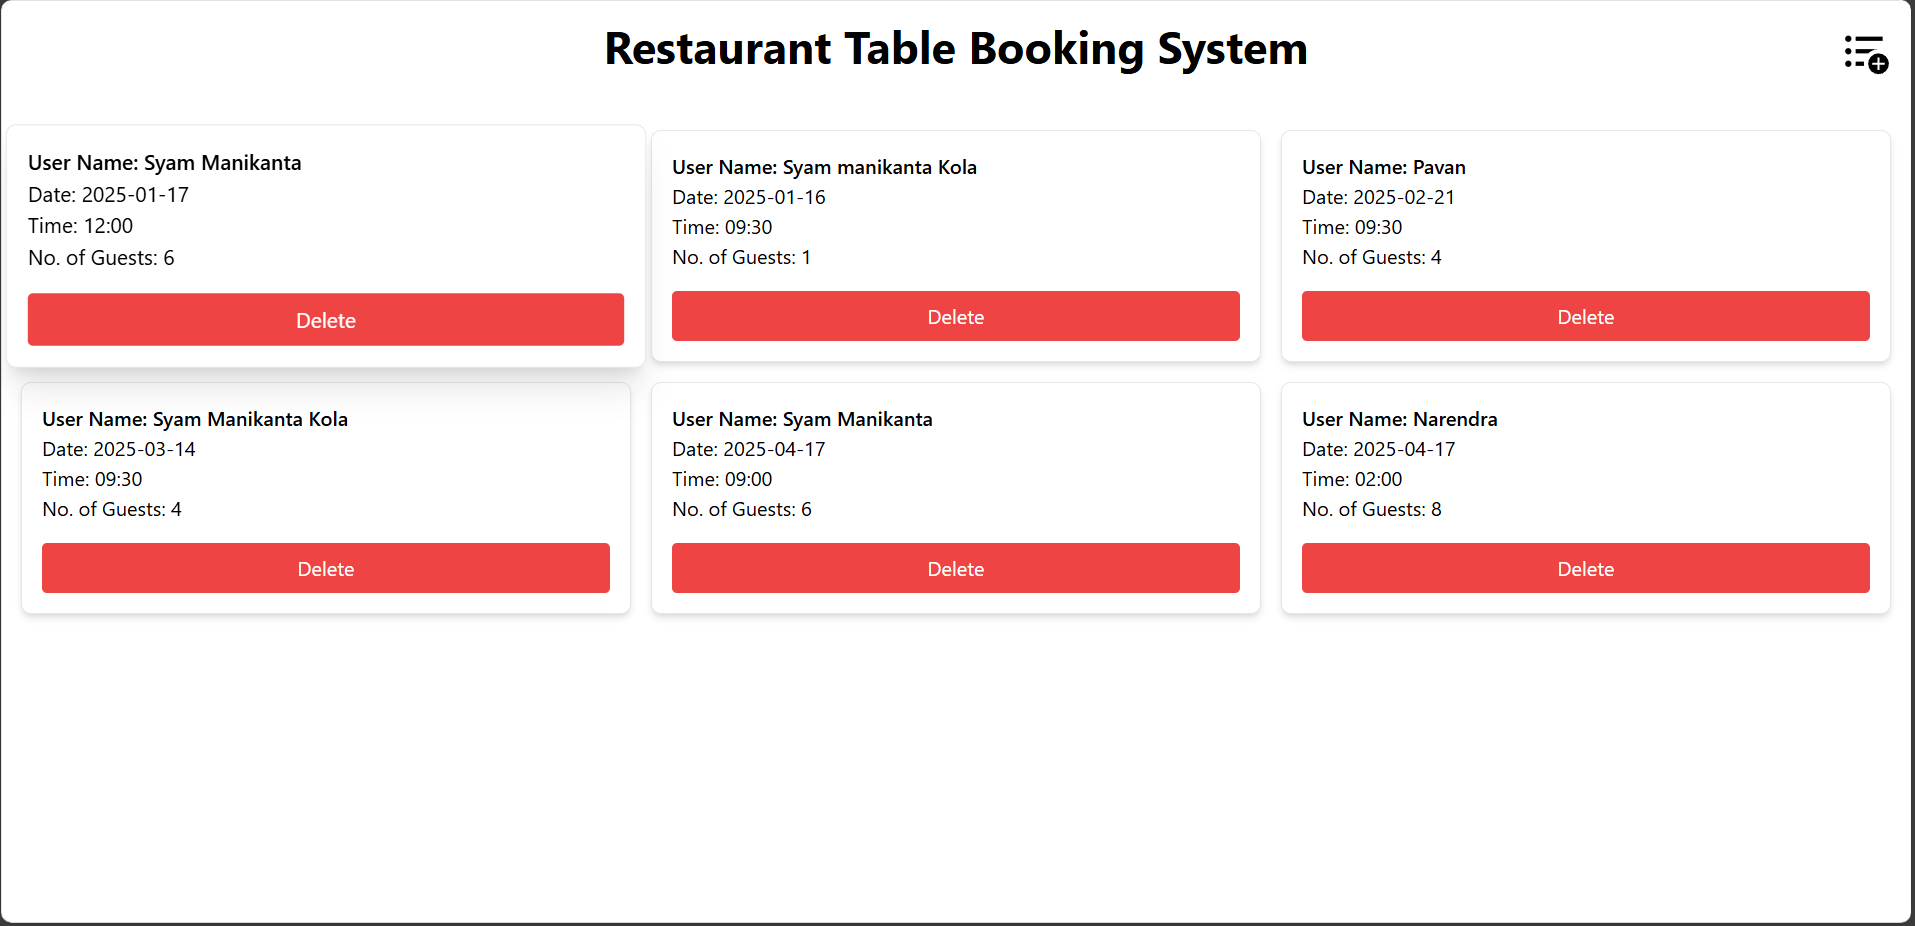 Restaurant Table Booking System
User Name: Syam Manikanta
Date: 2025-01-17
Time: 12:00
No. of Guests: 6
Delete
User Name: Syam manikanta Kola
Date: 2025-01-16
Time: 09:30
No. of Guests: 1
Delete
User Name: Pavan
Date: 2025-02-21
Time: 09:30
No. of Guests: 4
Delete
User Name: Syam Manikanta Kola
Date: 2025-03-14
Time: 09:30
No. of Guests: 4
Delete
User Name: Syam Manikanta
Date: 2025-04-17
Time: 09:00
No. of Guests: 6
Delete
User Name: Narendra
Date: 2025-04-17
Time: 02:00
No. of Guests: 8
Delete